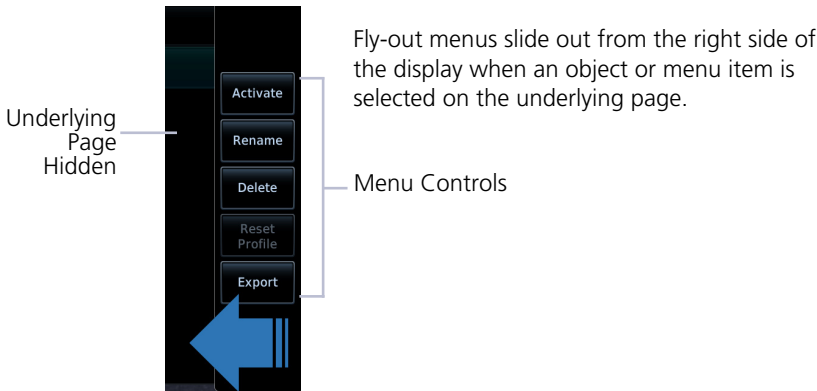 Fly-out menus slide out from the right side of
the display when an object or menu item is
selected on the underlying page.
Underlying
Page
Hidden
Activate
Rename
Delete
Reset
Profile
Export
Menu Controls